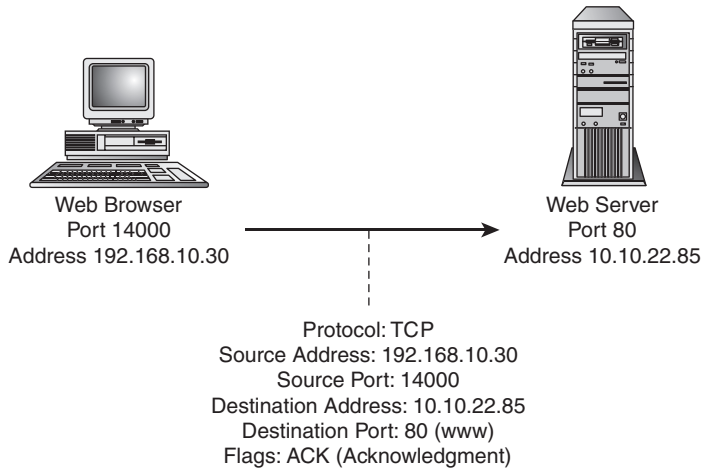 Web Browser
Port 14000
Address 192.168.10.30
Web Server
Port 80
Address 10.10.22.85
Protocol: TCP
Source Address: 192.168.10.30
Source Port: 14000
Destination Address: 10.10.22.85
Destination Port: 80 (www)
Flags: ACK (Acknowledgment)